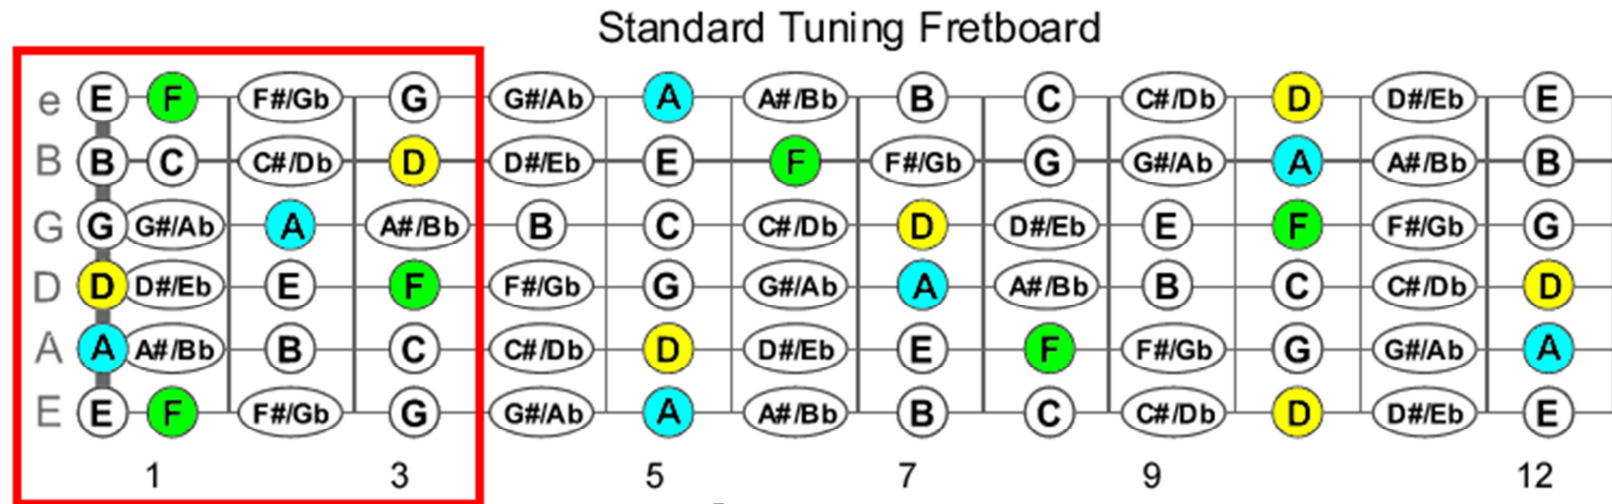 Standard Tuning Fretboard
e E F F#/Gb G G#/Ab A A#/Bb B C C#/Db D D#/Eb E
B B C C#/Db D D#/Eb E F F#/Gb G G#/Ab A A#/Bb B
G G G#/Ab A A#/Bb B C C#/Db D D#/Eb E F F#/Gb G
D D D#/Eb E F F#/Gb G G#/Ab A A#/Bb B C C#/Db D
A A A#/Bb B C C#/Db D D#/Eb E F F#/Gb G G#/Ab A
E E F F#/Gb G G#/Ab A A#/Bb B C C#/Db D D#/Eb E
1 3 5 7 9 12